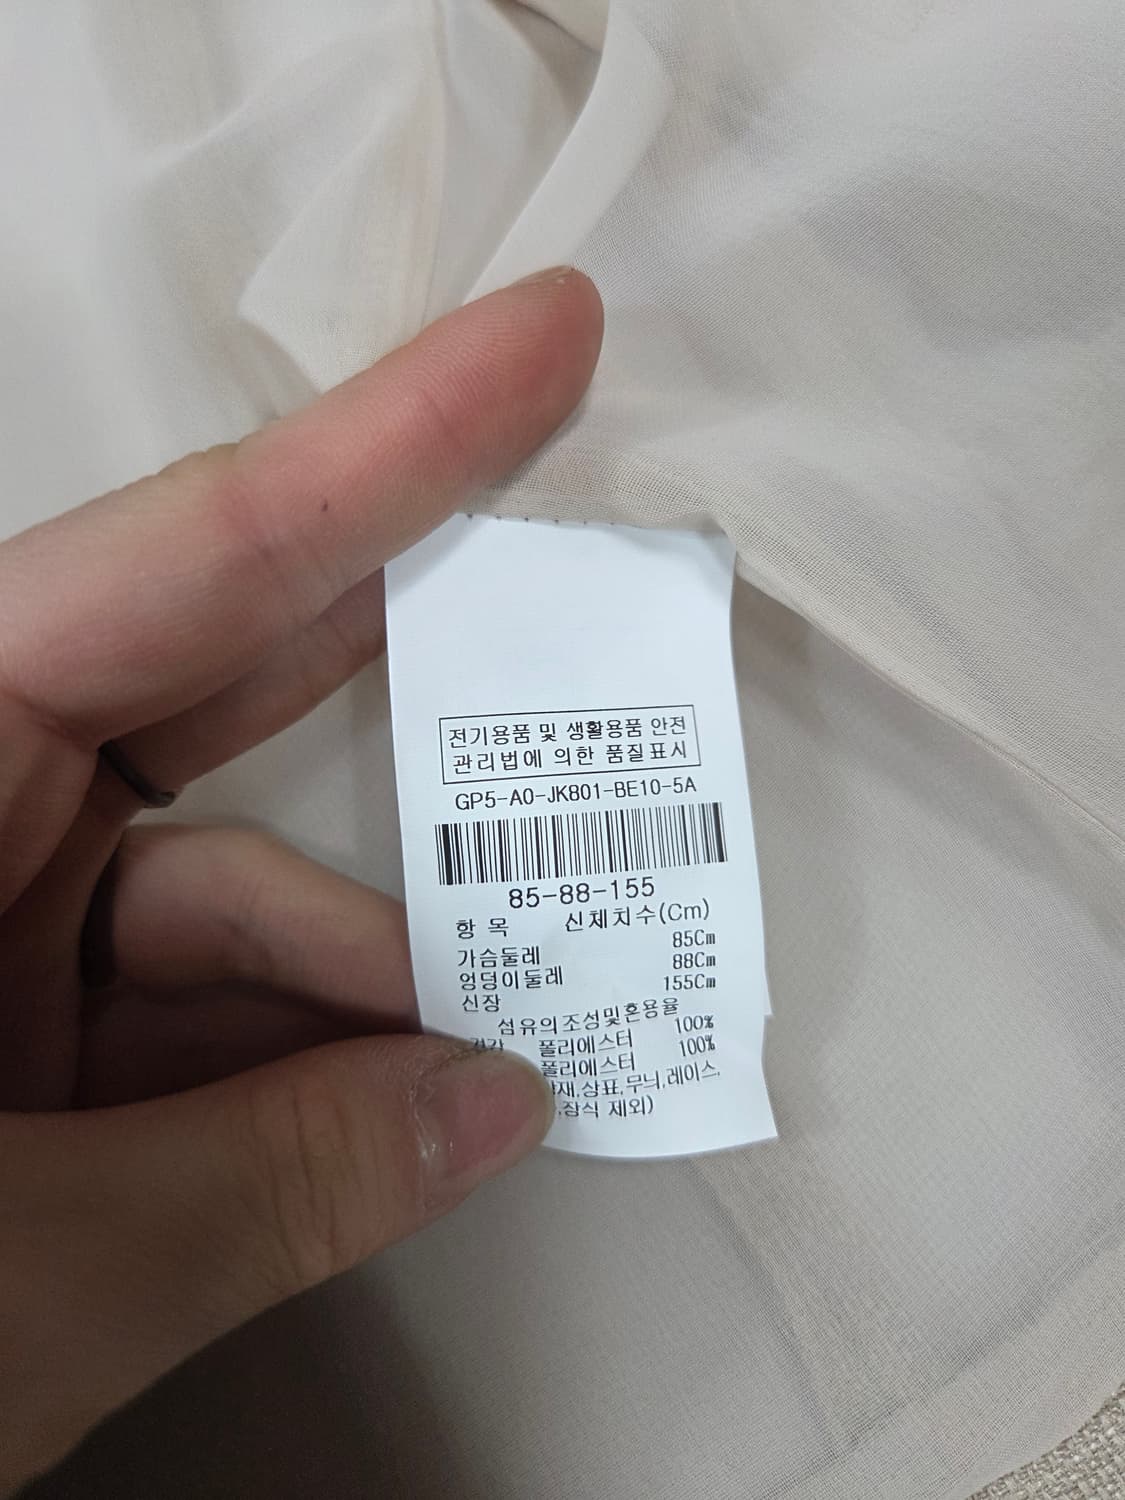 전기용품 및 생활용품 안전
관리법에 의한 품질표시
GP5-A0-JK801-BE10-5A
85-88-155
항 목 신체치수(Cm)
가슴둘레 85Cm
엉덩이둘레 88Cm
신장 155Cm
섬유의조성및혼용율
겉감 폴리에스터 100%
폴리에스터 100%
상표,무늬,레이스,
장식 제외)